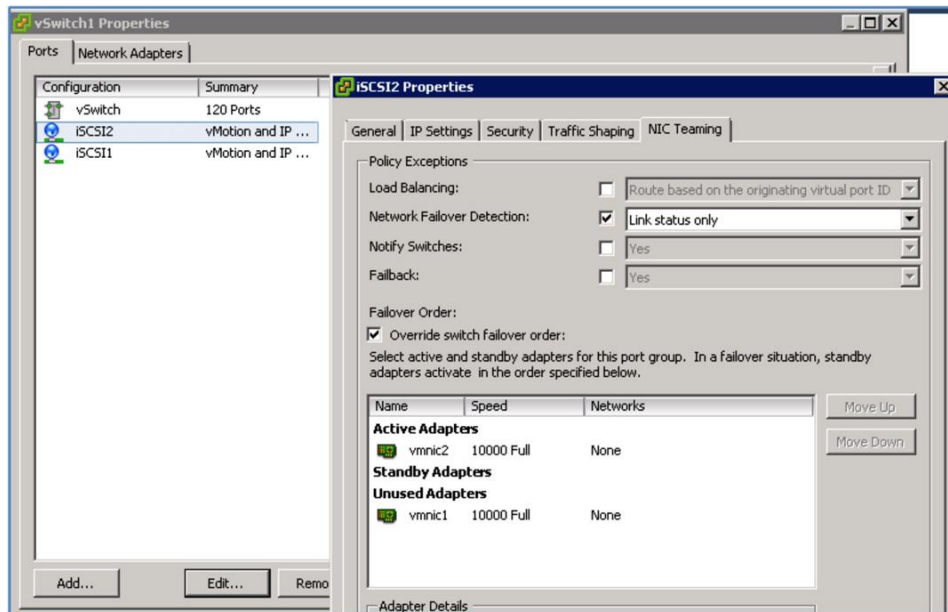 vSwitch1 Properties
Ports Network Adapters
Configuration Summary
vSwitch 120 Ports
iSCSI2 vMotion and IP ...
iSCSI1 vMotion and IP ...
Add... Edit... Remo
iSCSI2 Properties
General IP Settings Security Traffic Shaping NIC Teaming
Policy Exceptions
Load Balancing: Route based on the originating virtual port ID
Network Failover Detection: Link status only
Notify Switches: Yes
Failback: Yes
Failover Order:
Override switch failover order:
Select active and standby adapters for this port group. In a failover situation, standby
adapters activate in the order specified below.
Name Speed Networks
Active Adapters
vmnic2 10000 Full None
Standby Adapters
Unused Adapters
vmnic1 10000 Full None
Move Up
Move Down
Adapter Details